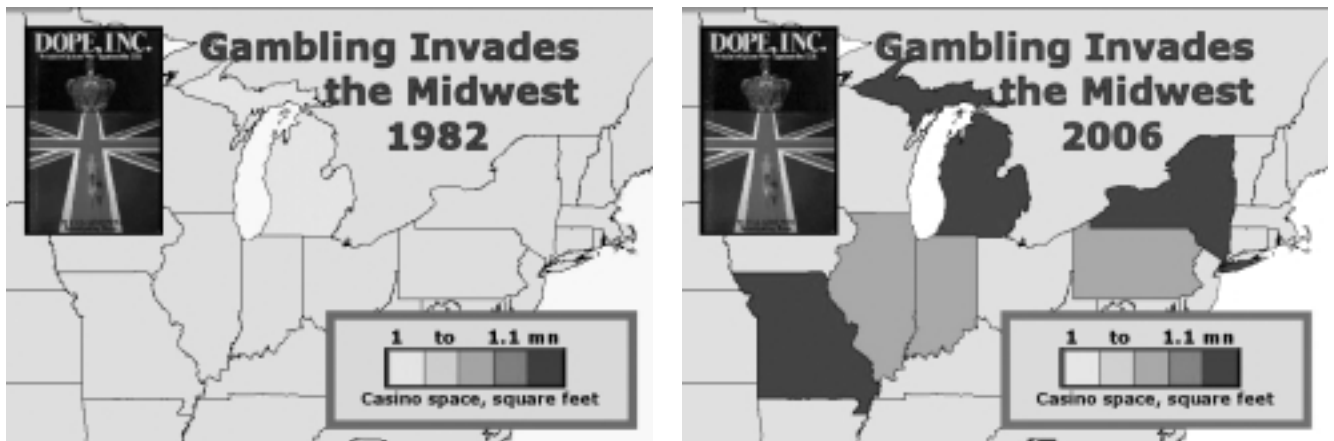 DOPE, INC.
Gambling Invades
the Midwest
1982
1 to 1.1 mn
Casino space, square feet
DOPE, INC.
Gambling Invades
the Midwest
2006
1 to 1.1 mn
Casino space, square feet